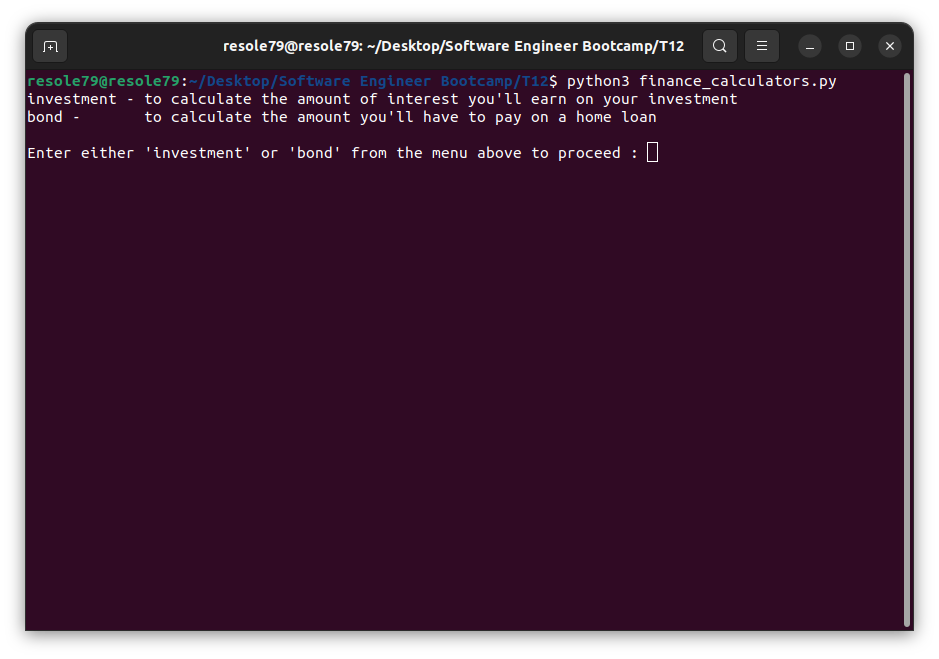 resole79@resole79: ~/Desktop/Software Engineer Bootcamp/T12
resole79@resole79:~/Desktop/Software Engineer Bootcamp/T12$ python3 finance_calculators.py
investment - to calculate the amount of interest you'll earn on your investment
bond -       to calculate the amount you'll have to pay on a home loan
Enter either 'investment' or 'bond' from the menu above to proceed :